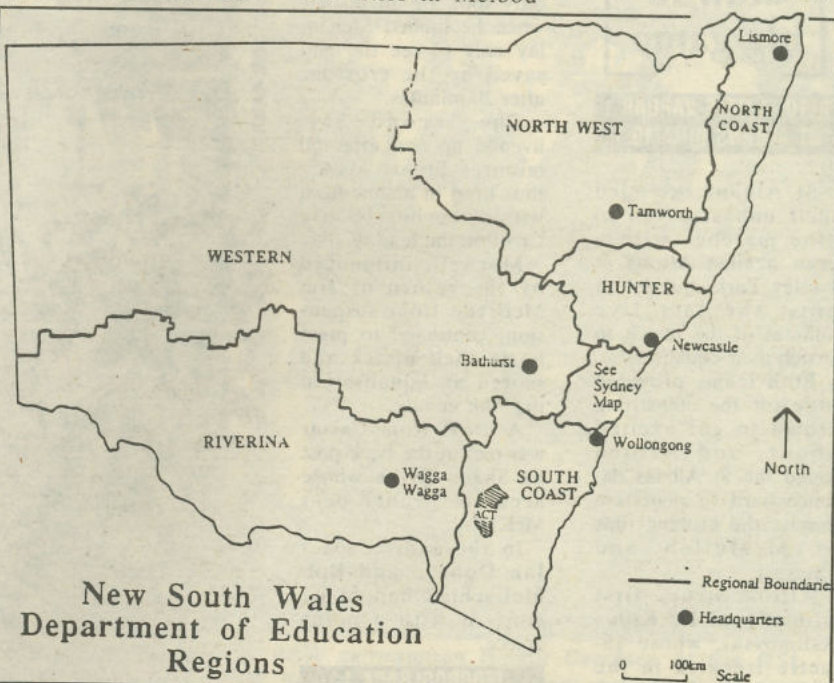 Lismore
NORTH
COAST
NORTH WEST
Tamworth
WESTERN
HUNTER
Newcastle
Bathurst
See
Sydney
Map
Wollongong
RIVERINA
Wagga
Wagga
SOUTH
COAST
ACT
North
Regional Boundaries
Headquarters
0 100km
Scale
New South Wales
Department of Education
Regions